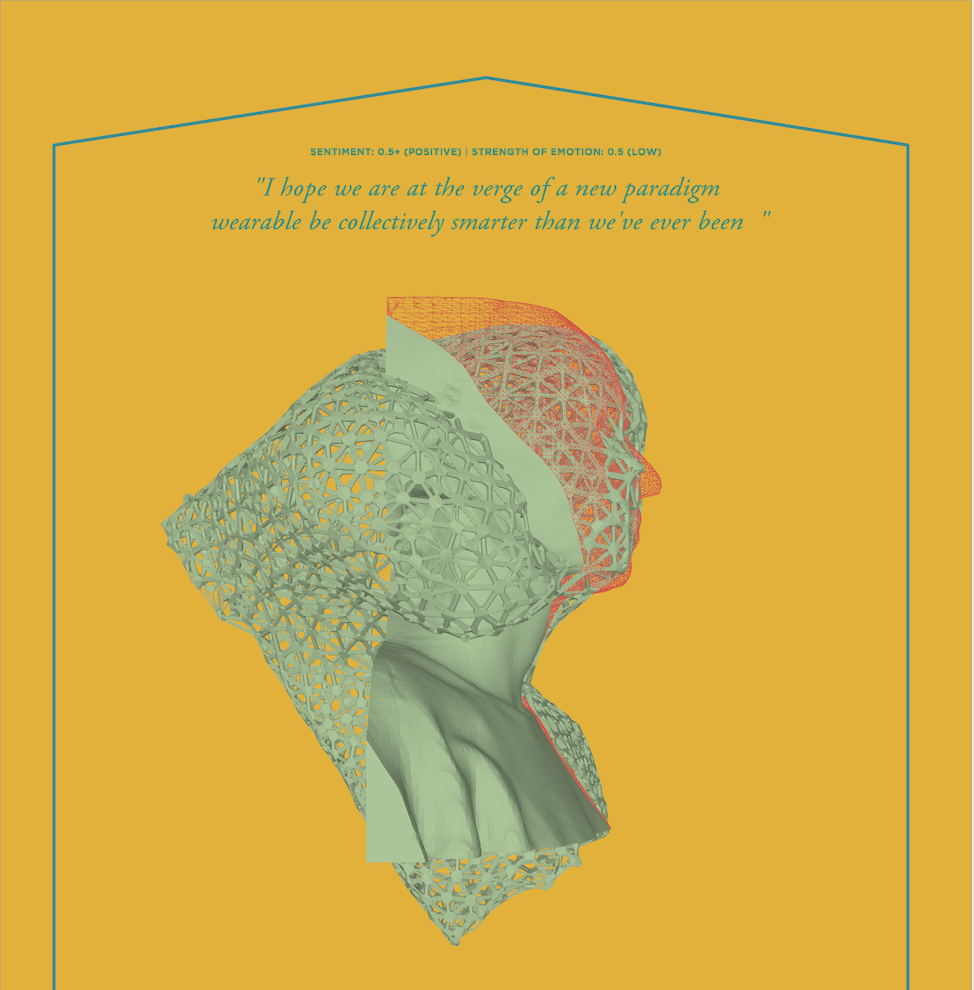 SENTIMENT: 0.5+ (POSITIVE) | STRENGTH OF EMOTION: 0.5 (LOW)
"I hope we are at the verge of a new paradigm
wearable be collectively smarter than we've ever been "